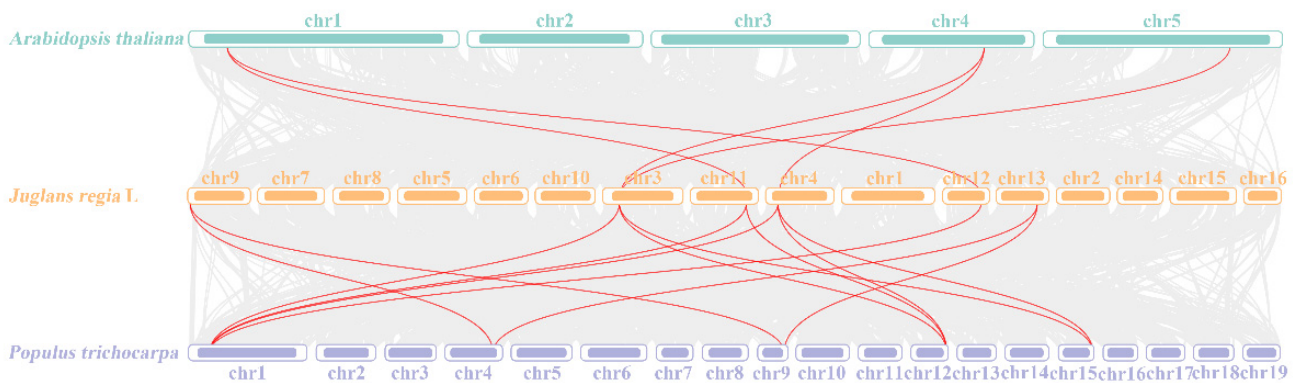 chr1 chr2 chr3 chr4 chr5
Arabidopsis thaliana
chr9 chr7 chr8 chr5 chr6 chr10 chr3 chr11 chr4 chr1 chr12 chr13 chr2 chr14 chr15 chr16
Juglans regia L
Populus trichocarpa
chr1 chr2 chr3 chr4 chr5 chr6 chr7 chr8 chr9 chr10 chr11 chr12 chr13 chr14 chr15 chr16 chr17 chr18 chr19